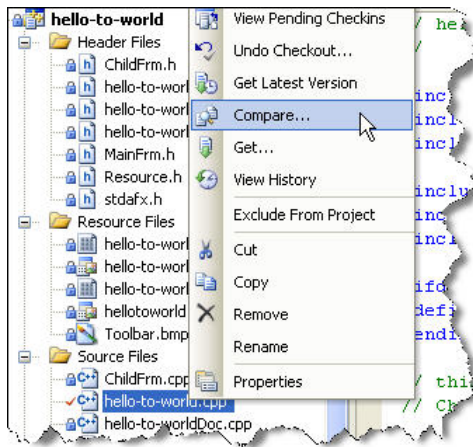 hello-to-world
Header Files
ChildFrm.h
hello-to-worl
hello-to-worl
hello-to-worl
MainFrm.h
Resource.h
stdafx.h
Resource Files
hello-to-worl
hello-to-worl
hello-to-worl
hellotoworld
Toolbar.bmp
Source Files
ChildFrm.cpp
hello-to-world.cpp
hello-to-worldDoc.cpp
View Pending Checkins
Undo Checkout...
Get Latest Version
Compare...
Get...
View History
Exclude From Project
Cut
Copy
Remove
Rename
Properties
// he
/
inc
incl
inc
inclu
inc
incl
ifd
defi
endi
/ thi
// Ch